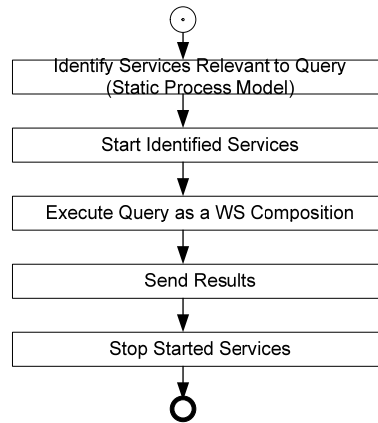 Identify Services Relevant to Query
(Static Process Model)
Start Identified Services
Execute Query as a WS Composition
Send Results
Stop Started Services